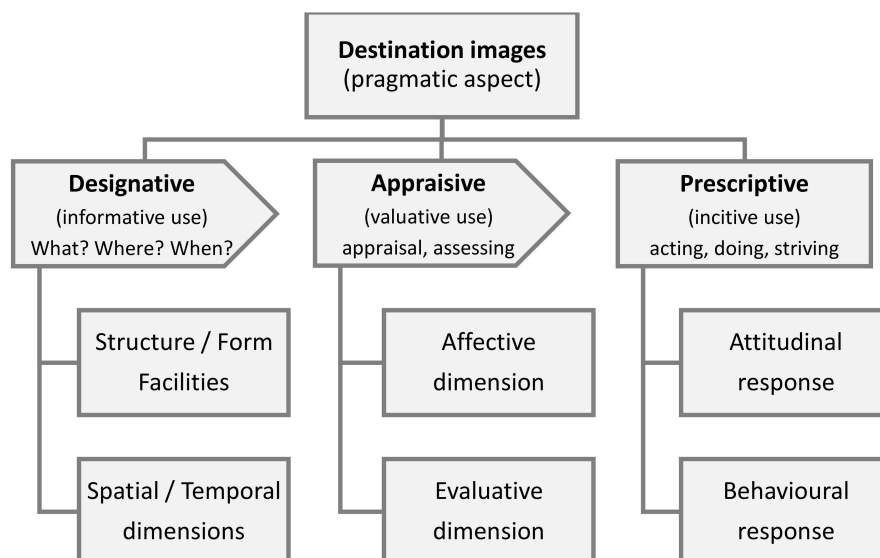 Destination images
(pragmatic aspect)
Designative
(informative use)
What? Where? When?
Appraisive
(valuative use)
appraisal, assessing
Prescriptive
(incitive use)
acting, doing, striving
Structure / Form
Facilities
Affective
dimension
Attitudinal
response
Spatial / Temporal
dimensions
Evaluative
dimension
Behavioural
response